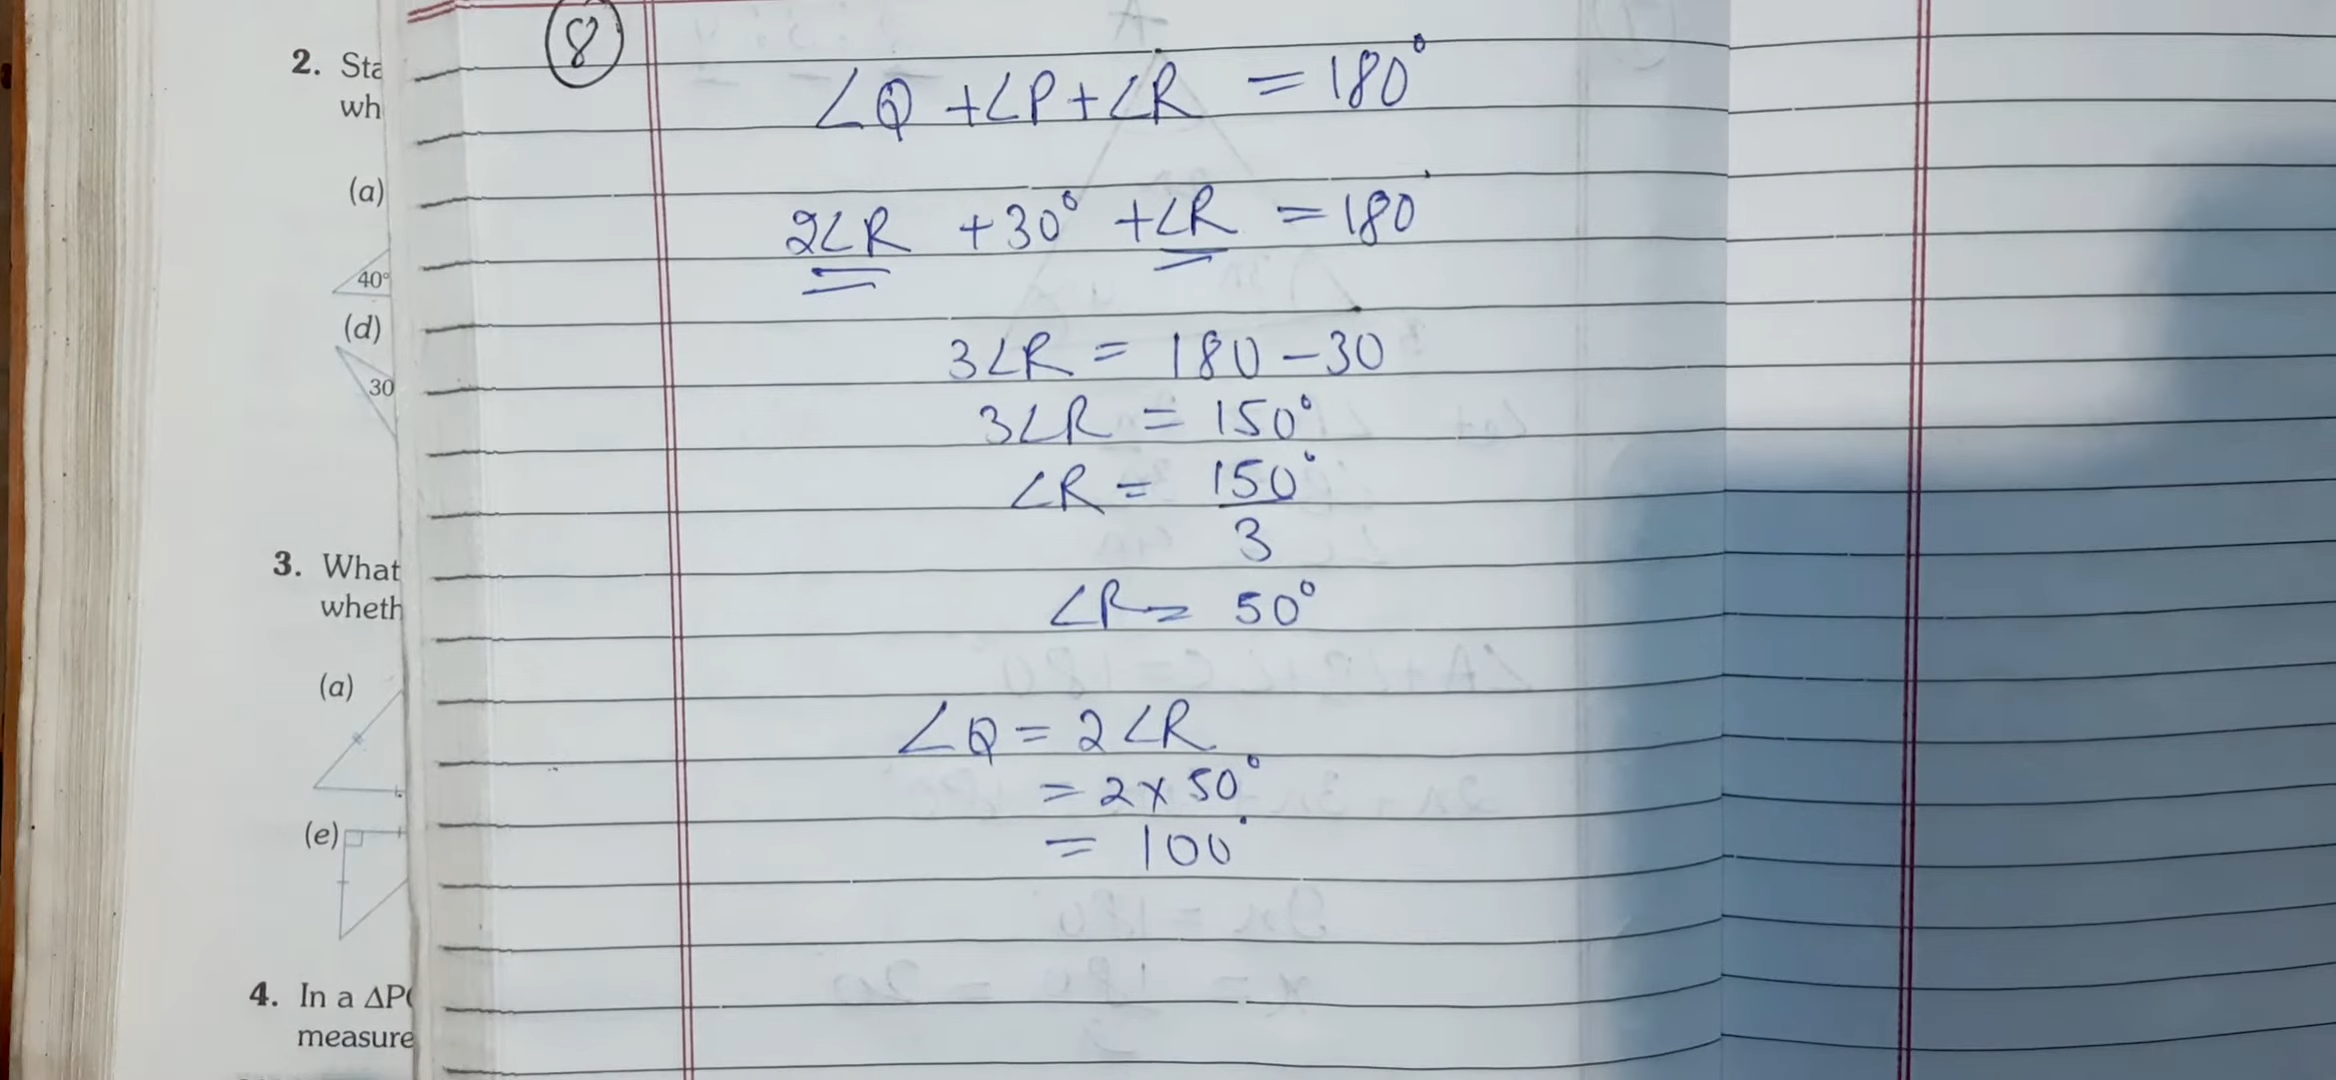 2. Sta
wh
(a)
40°
(d)
30
3. What
wheth
(a)
(e)
4. In a ΔP
measure
8
∠Q + ∠P + ∠R = 180°
2∠R + 30° + ∠R = 180
3∠R = 180 - 30
3∠R = 150°
∠R = 150°
3
∠R = 50°
∠Q = 2∠R
= 2 x 50°
= 100°